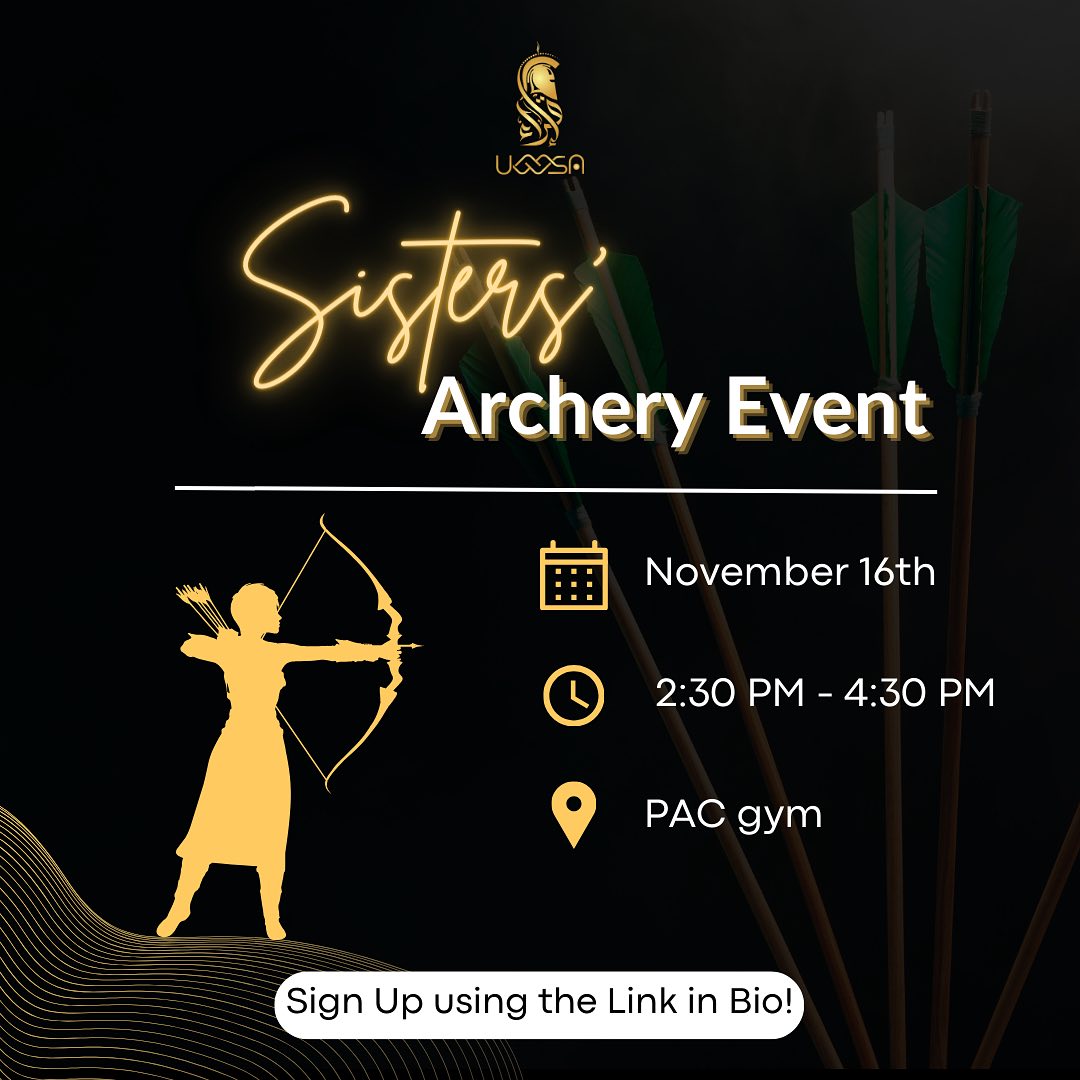 Sisters’
Archery Event
November 16th
2:30 PM - 4:30 PM
PAC gym
Sign Up using the Link in Bio!